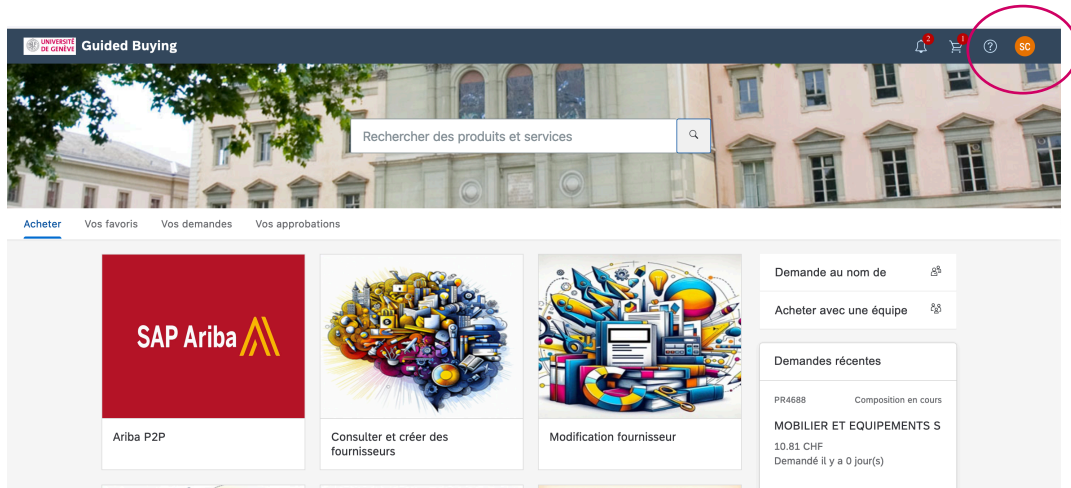 UNIVERSITÉ
DE GENÈVE
Guided Buying
2
1
?
SC
Rechercher des produits et services
Acheter
Vos favoris
Vos demandes
Vos approbations
SAP Ariba
Ariba P2P
Consulter et créer des
fournisseurs
Modification fournisseur
Demande au nom de
Acheter avec une équipe
Demandes récentes
PR4688
Composition en cours
MOBILIER ET EQUIPEMENTS S
10.81 CHF
Demandé il y a 0 jour(s)